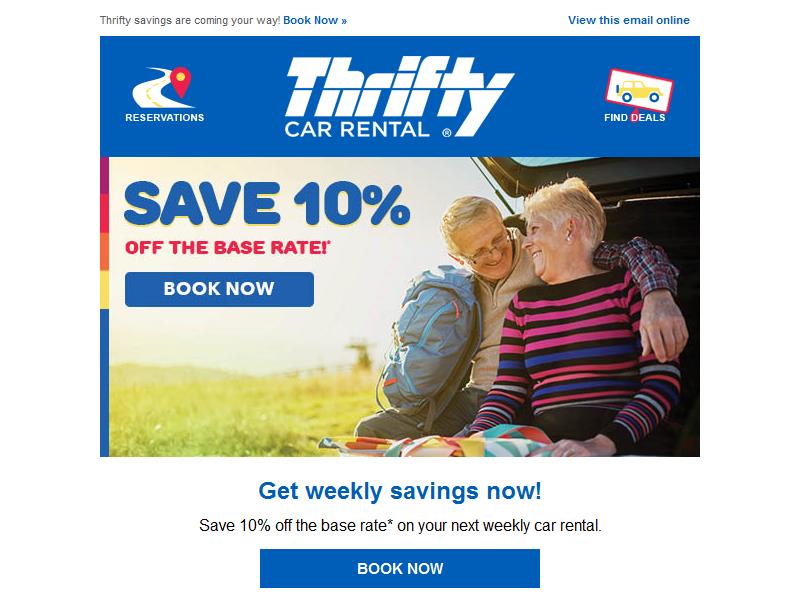 Thrifty savings are coming your way! Book Now »
View this email online
RESERVATIONS
Thrifty
CAR RENTAL ®
FIND DEALS
SAVE 10%
OFF THE BASE RATE!*
BOOK NOW
Get weekly savings now!
Save 10% off the base rate* on your next weekly car rental.
BOOK NOW